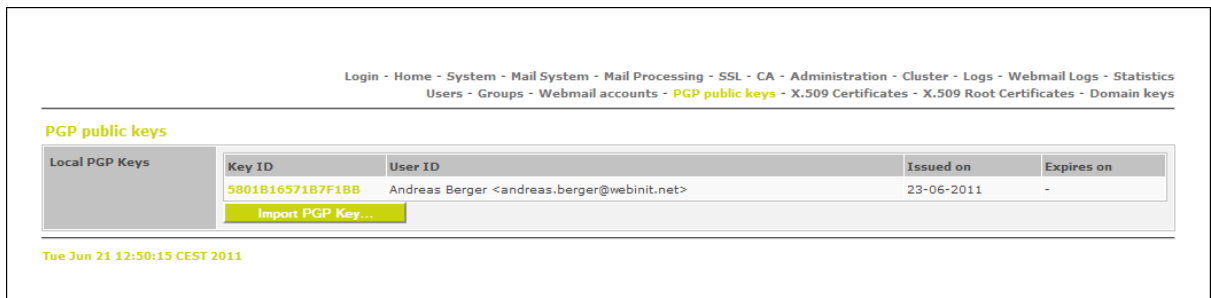 Login - Home - System - Mail System - Mail Processing - SSL - CA - Administration - Cluster - Logs - Webmail Logs - Statistics
Users - Groups - Webmail accounts - PGP public keys - X.509 Certificates - X.509 Root Certificates - Domain keys
PGP public keys
Local PGP Keys Key ID User ID Issued on Expires on
5801B16571B7F1BB Andreas Berger <andreas.berger@webinit.net> 23-06-2011 -
Import PGP Key...
Tue Jun 21 12:50:15 CEST 2011